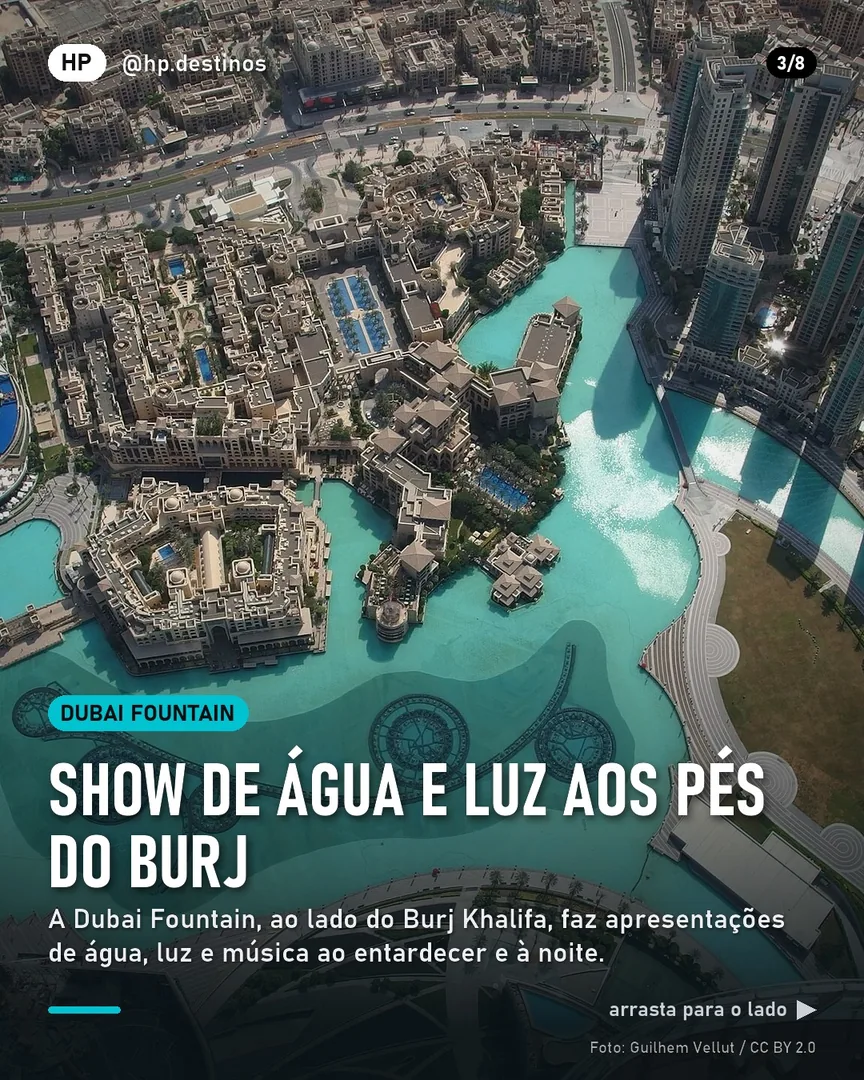 HP @hp.destinos
3/8
DUBAI FOUNTAIN
SHOW DE ÁGUA E LUZ AOS PÉS
DO BURJ
A Dubai Fountain, ao lado do Burj Khalifa, faz apresentações
de água, luz e música ao entardecer e à noite.
arrasta para o lado ▶
Foto: Guilhem Vellut / CC BY 2.0